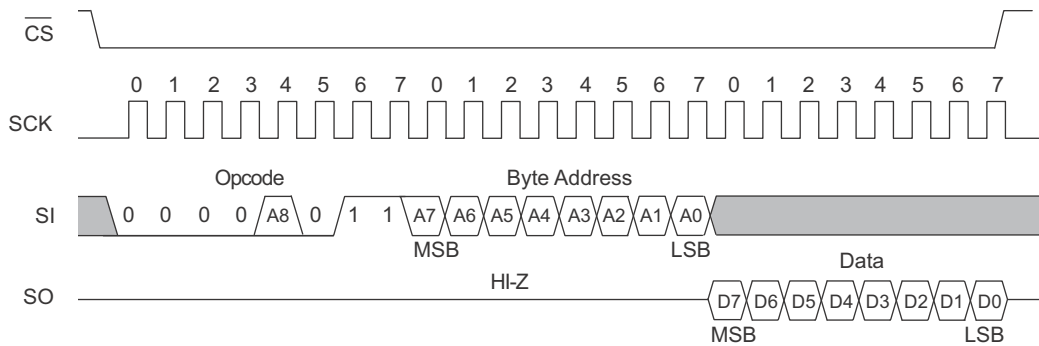 CS
0 1 2 3 4 5 6 7 0 1 2 3 4 5 6 7 0 1 2 3 4 5 6 7
SCK
Opcode Byte Address
SI 0 0 0 0 A8 0 1 1 A7 A6 A5 A4 A3 A2 A1 A0
MSB LSB
HI-Z Data
SO D7 D6 D5 D4 D3 D2 D1 D0
MSB LSB